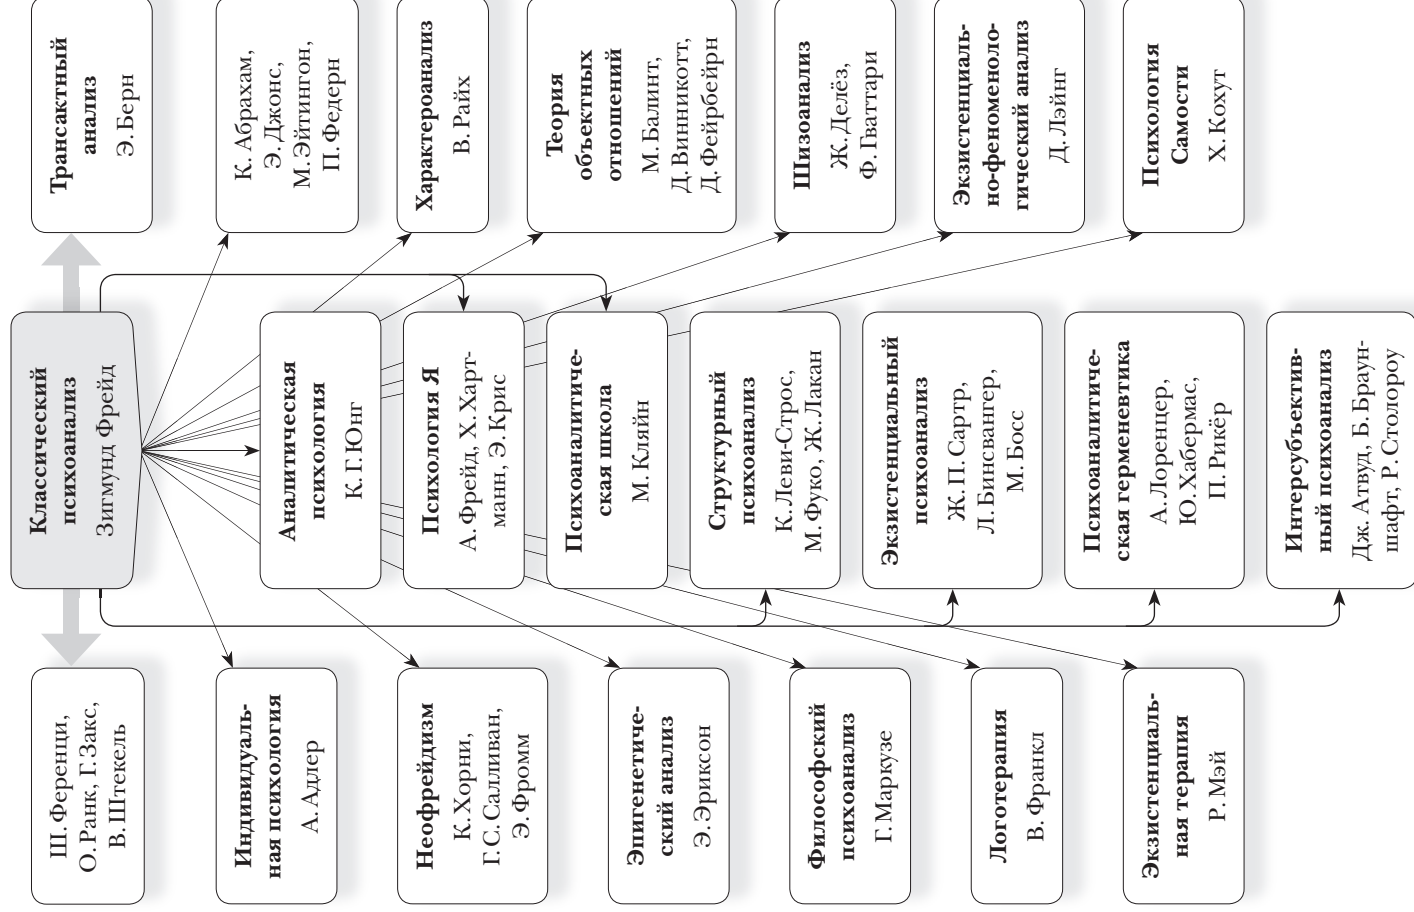 Классический
психоанализ
Зигмунд Фрейд
Ш. Ференци,
О. Ранк, Г. Закс,
В. Штекель
Трансактный
анализ
Э. Берн
Индивидуаль-
ная психология
А. Адлер
Аналитическая
психология
К. Г. Юнг
К. Абрахам,
Э. Джонс,
М. Эйтингон,
П. Федерн
Неофрейдизм
К. Хорни,
Г. С. Салливан,
Э. Фромм
Психология Я
А. Фрейд, Х. Харт-
манн, Э. Крис
Характероанализ
В. Райх
Эпигенетиче-
ский анализ
Э. Эриксон
Психоаналитиче-
ская школа
М. Кляйн
Теория
объектных
отношений
М. Балинт,
Д. Винникотт,
Д. Фейрбейрн
Философский
психоанализ
Г. Маркузе
Структурный
психоанализ
К. Леви-Строс,
М. Фуко, Ж. Лакан
Шизоанализ
Ж. Делёз,
Ф. Гваттари
Логотерапия
В. Франкл
Экзистенциальный
психоанализ
Ж. П. Сартр,
Л. Бинсвангер,
М. Босс
Экзистенциаль-
но-феноменоло-
гический анализ
Д. Лэйнг
Экзистенциаль-
ная терапия
Р. Мэй
Психоаналитиче-
ская герменевтика
А. Лоренцер,
Ю. Хабермас,
П. Рикёр
Психология
Самости
Х. Кохут
Интерсубъектив-
ный психоанализ
Дж. Атвуд, Б. Браун-
шафт, Р. Столороу